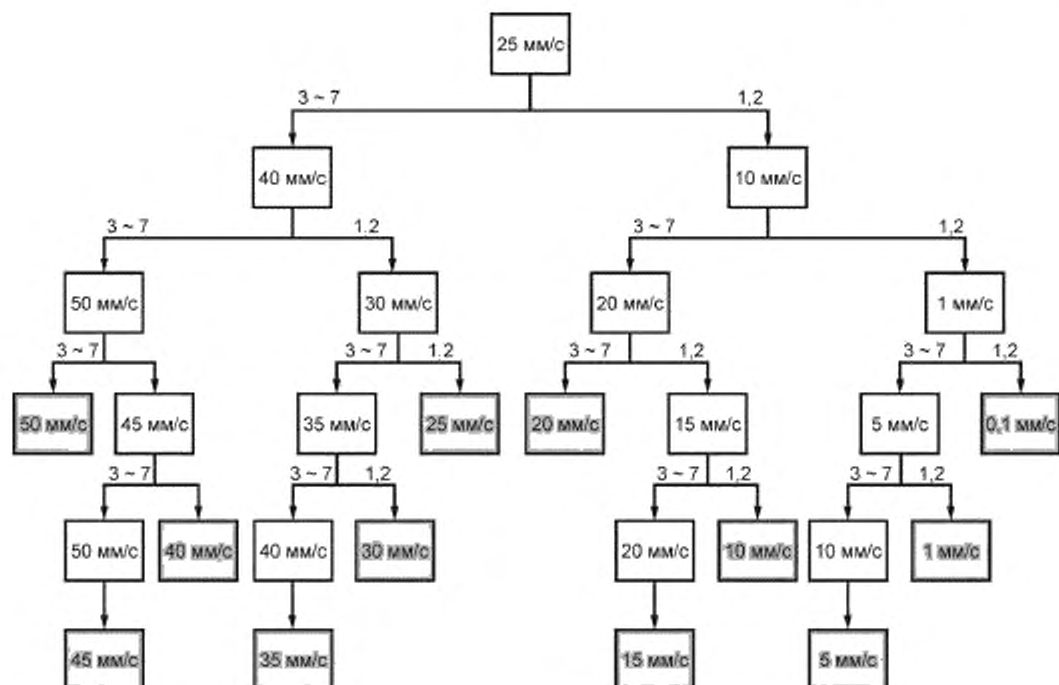 25 мм/с
3 ~ 7 1,2
40 мм/с 10 мм/с
3 ~ 7 1.2 3 ~ 7 1,2
50 мм/с 30 мм/с 20 мм/с 1 мм/с
3 ~ 7 3 ~ 7 1.2 3 ~ 7 1,2 3 ~ 7 1,2
50 мм/с 45 мм/с 35 мм/с 25 мм/с 20 мм/с 15 мм/с 5 мм/с 0,1 мм/с
3 ~ 7 3 ~ 7 1,2 3 ~ 7 1,2 3 ~ 7 1,2
50 мм/с 40 мм/с 40 мм/с 30 мм/с 20 мм/с 10 мм/с 10 мм/с 1 мм/с
45 мм/с 35 мм/с 15 мм/с 5 мм/с